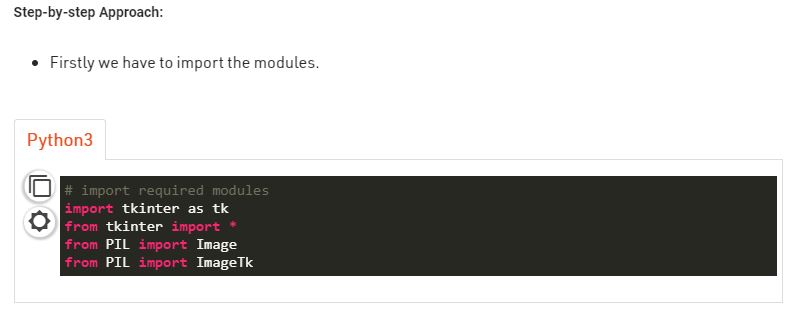 Step-by-step Approach:
• Firstly we have to import the modules.
Python3
# import required modules
import tkinter as tk
from tkinter import *
from PIL import Image
from PIL import ImageTk